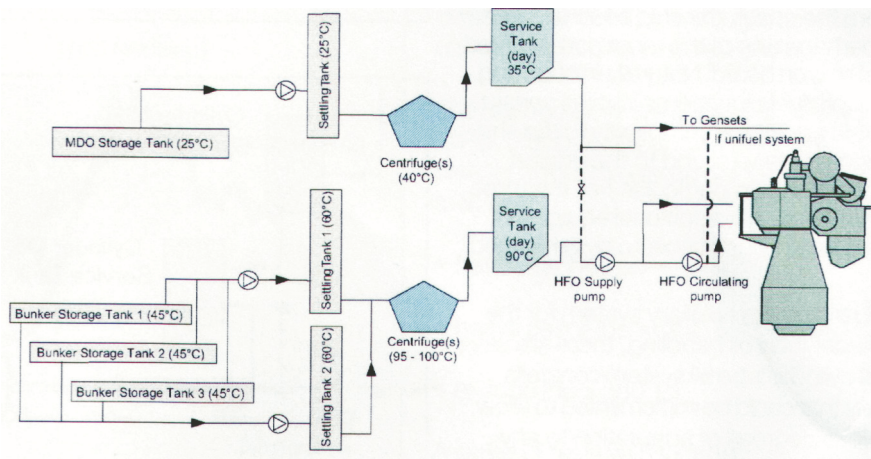 Service
Tank
(day)
35°C
Settling Tank (25°C)
MDO Storage Tank (25°C)
Centrifuge(s)
(40°C)
To Gensets
If unifuel system
Settling Tank 1 (60°C)
Service
Tank
(day)
90°C
HFO Supply
pump
HFO Circulating
pump
Bunker Storage Tank 1 (45°C)
Bunker Storage Tank 2 (45°C)
Bunker Storage Tank 3 (45°C)
Settling Tank 2 (60°C)
Centrifuge(s)
(95 - 100°C)